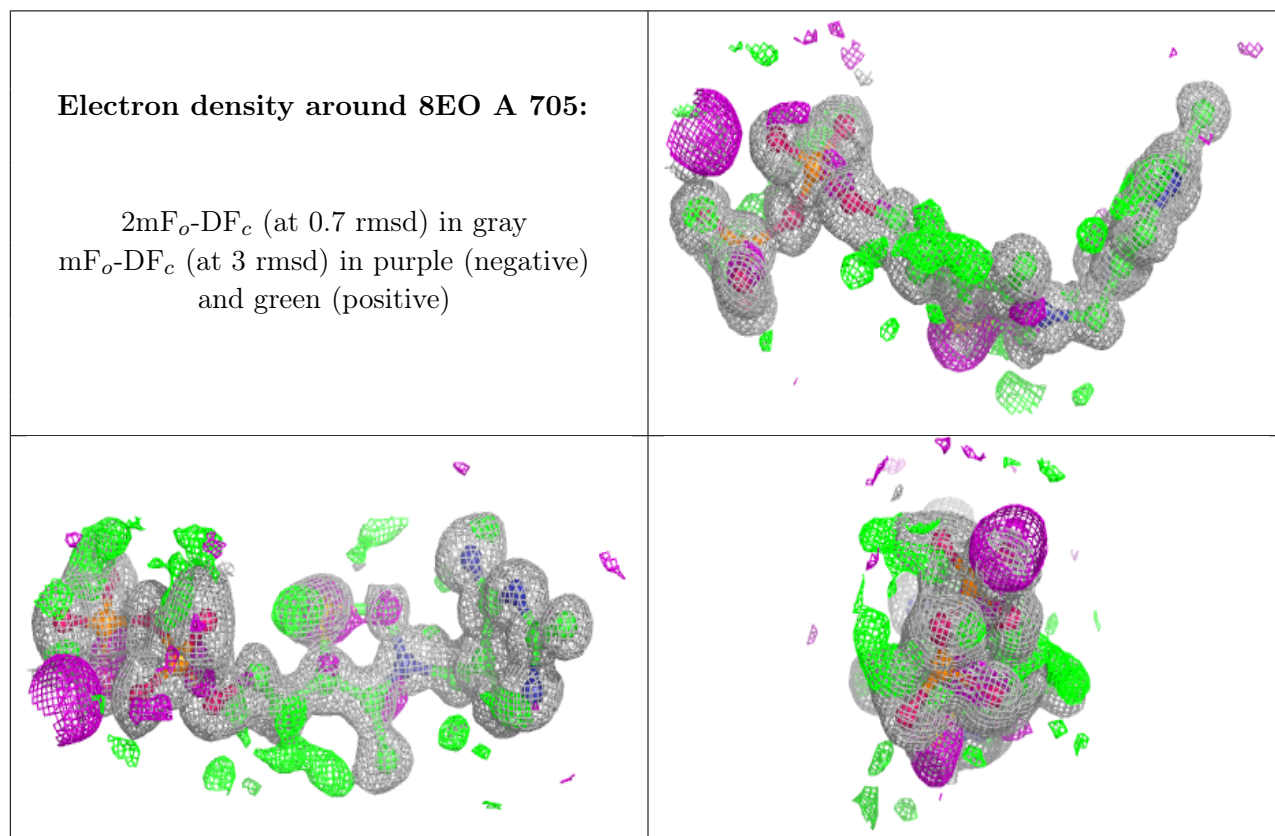 Electron density around 8EO A 705:
2mFₒ-DF𝒸 (at 0.7 rmsd) in gray
mFₒ-DF𝒸 (at 3 rmsd) in purple (negative)
and green (positive)